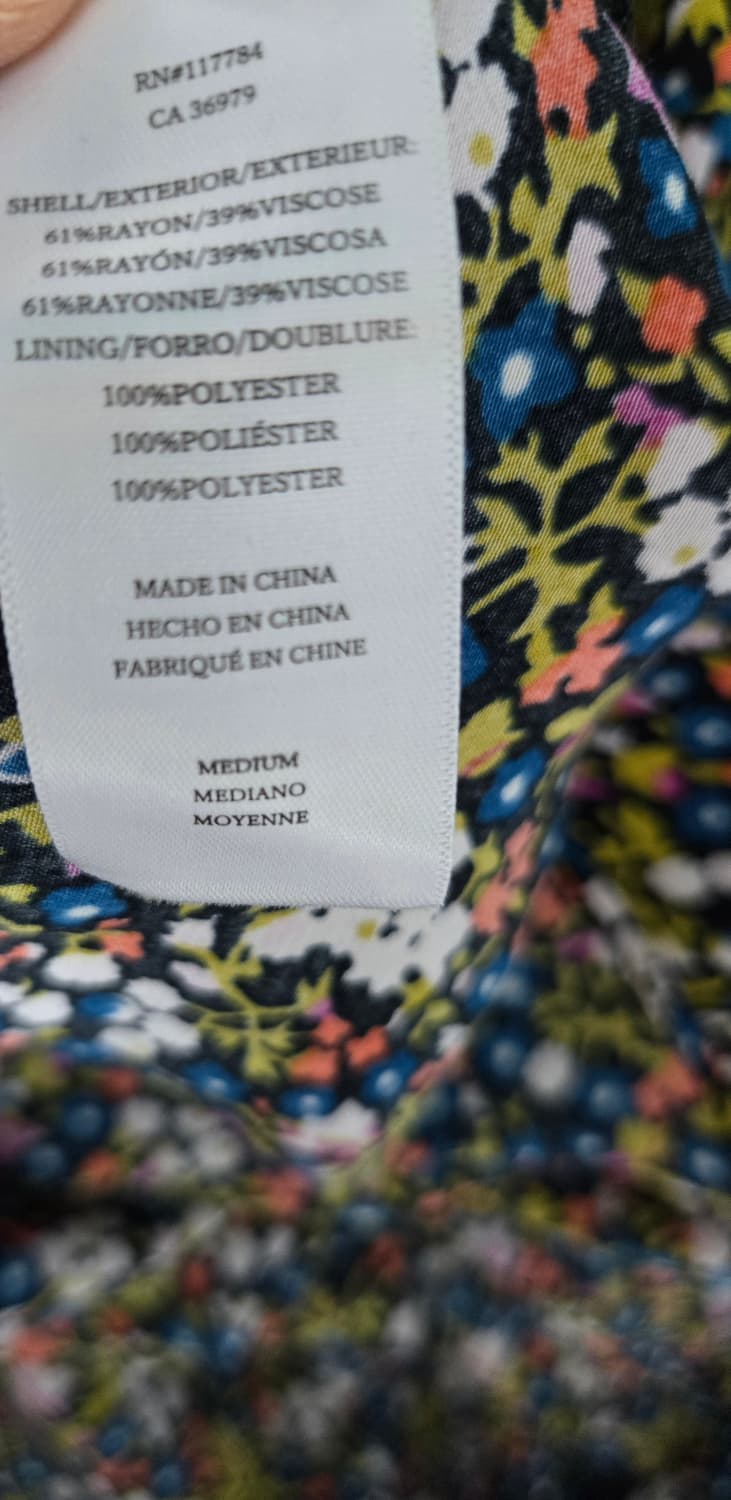 RN#117784
CA 36979
SHELL/EXTERIOR/EXTERIEUR:
61%RAYON/39%VISCOSE
61%RAYÓN/39%VISCOSA
61%RAYONNE/39%VISCOSE
LINING/FORRO/DOUBLURE:
100%POLYESTER
100%POLIÉSTER
100%POLYESTER
MADE IN CHINA
HECHO EN CHINA
FABRIQUÉ EN CHINE
MEDIUM
MEDIANO
MOYENNE